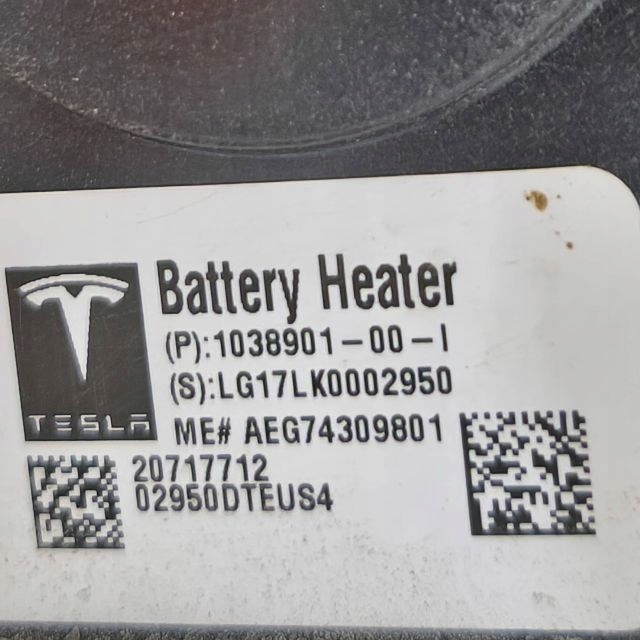 Battery Heater
(P):1038901-00-I
(S):LG17LK0002950
TESLA
ME# AEG74309801
20717712
02950DTEUS4